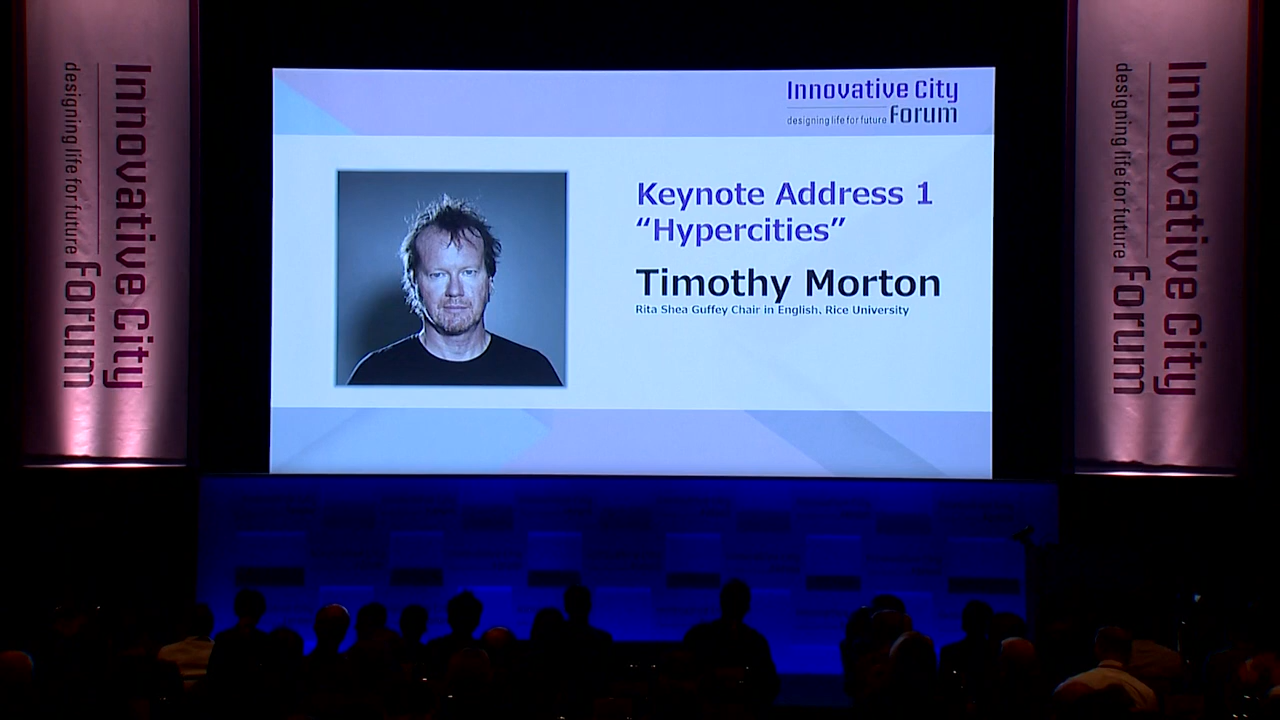 Innovative City
designing life for future Forum
Innovative City
designing life for future Forum
Keynote Address 1
“Hypercities”
Timothy Morton
Rita Shea Guffey Chair in English, Rice University
Innovative City
designing life for future Forum